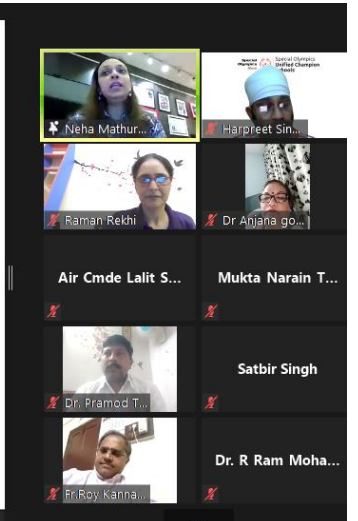 Special Olympics
Special Olympics
Unified Champion
Schools
Neha Mathur...
Harpreet Sin...
Raman Rekhi
Dr Anjana go...
Air Cmde Lalit S...
Mukta Narain T...
Dr. Pramod T...
Satbir Singh
Fr.Roy Kanna...
Dr. R Ram Moha...